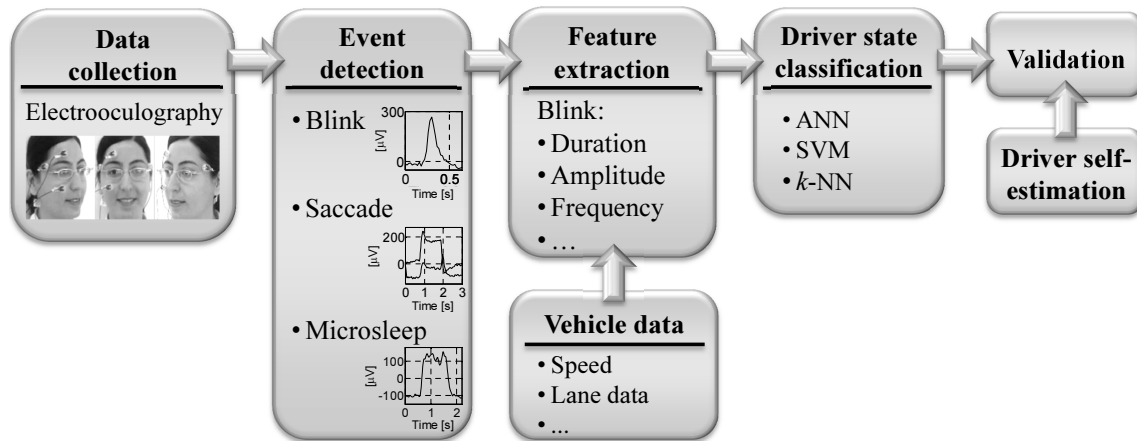 Data
collection
Electrooculography
Event
detection
• Blink
300
0
[µV]
0 0.5
Time [s]
• Saccade
200
0
[µV]
0 1 2 3
Time [s]
• Microsleep
100
0
-100
[µV]
0 1 2
Time [s]
Feature
extraction
Blink:
• Duration
• Amplitude
• Frequency
• ...
Vehicle data
• Speed
• Lane data
• ...
Driver state
classification
• ANN
• SVM
• k-NN
Validation
Driver self-
estimation